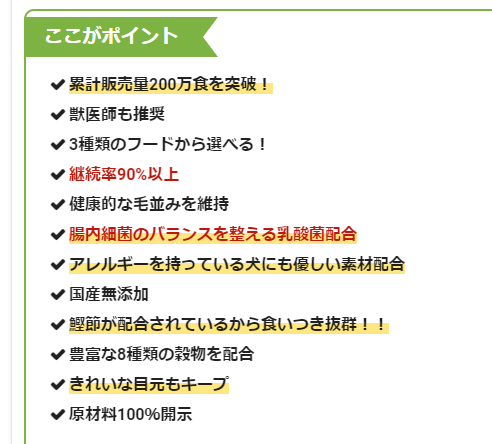 ここがポイント
累計販売量200万食を突破！
獣医師も推奨
3種類のフードから選べる！
継続率90%以上
健康的な毛並みを維持
腸内細菌のバランスを整える乳酸菌配合
アレルギーを持っている犬にも優しい素材配合
国産無添加
鰹節が配合されているから食いつき抜群！！
豊富な8種類の穀物を配合
きれいな目元もキープ
原材料100％開示